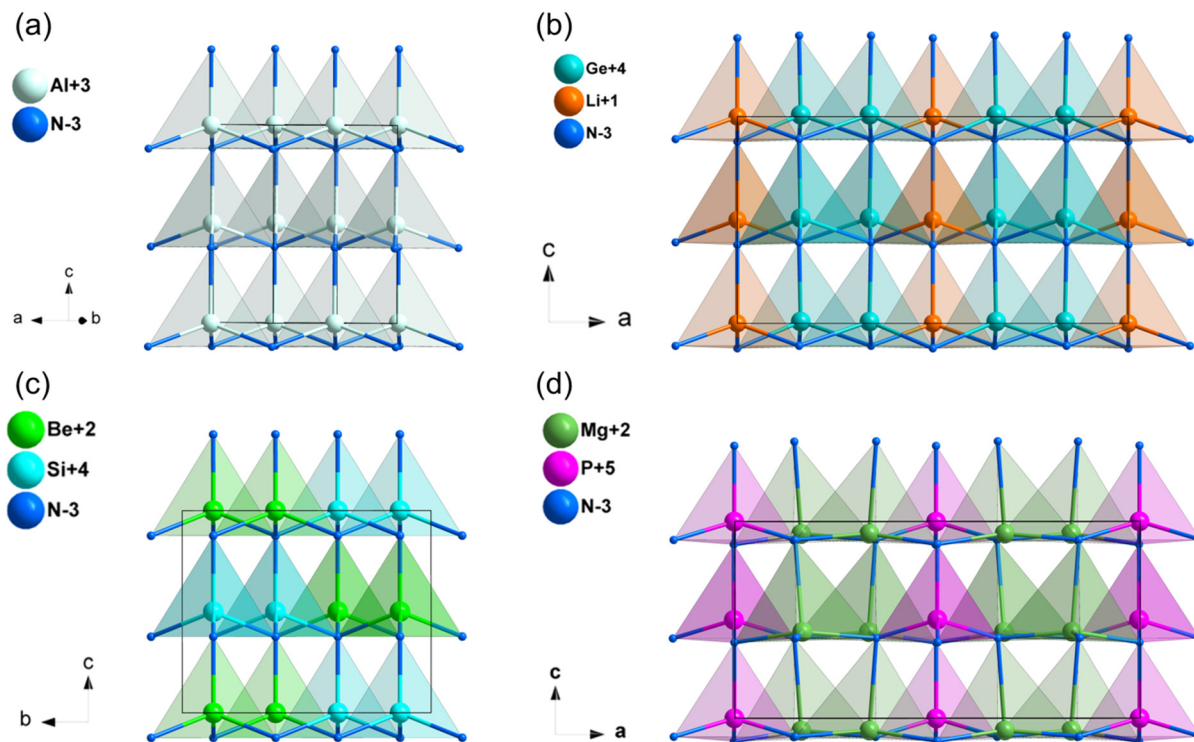 (a)
Al+3
N-3
c
a
b
(b)
Ge+4
Li+1
N-3
c
a
(c)
Be+2
Si+4
N-3
c
b
(d)
Mg+2
P+5
N-3
c
a